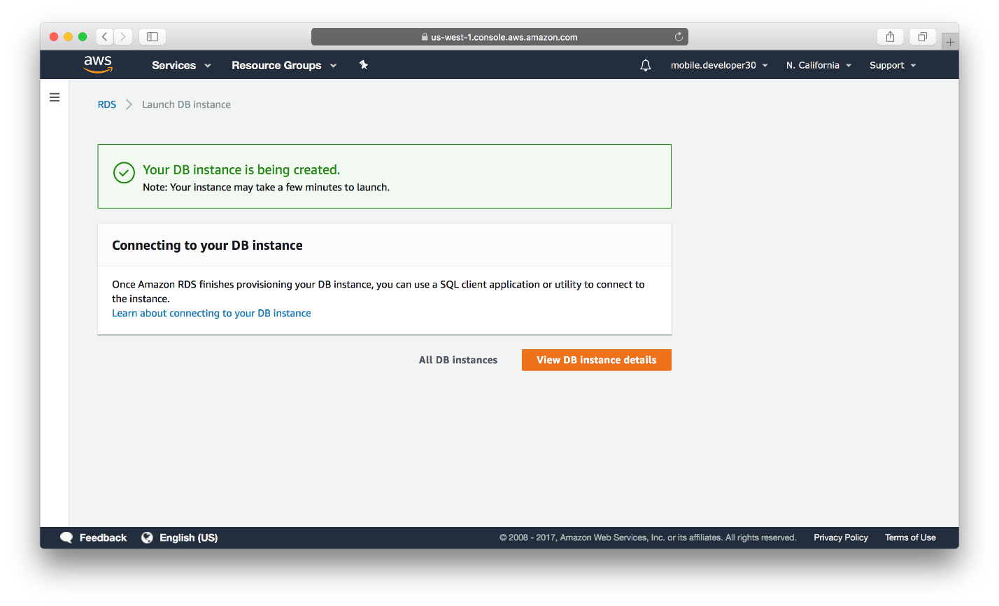 us-west-1.console.aws.amazon.com
aws Services Resource Groups mobile.developer30 N. California Support
RDS Launch DB instance
Your DB instance is being created.
Note: Your instance may take a few minutes to launch.
Connecting to your DB instance
Once Amazon RDS finishes provisioning your DB instance, you can use a SQL client application or utility to connect to
the instance.
Learn about connecting to your DB instance
All DB instances View DB instance details
Feedback English (US) © 2008 - 2017, Amazon Web Services, Inc. or its affiliates. All rights reserved. Privacy Policy Terms of Use